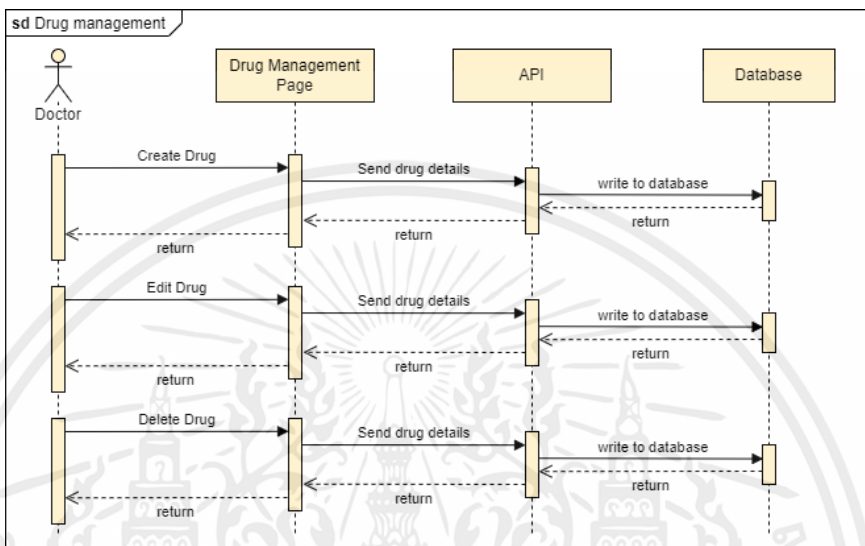 sd Drug management
Doctor
Drug Management
Page
API
Database
Create Drug
Send drug details
write to database
return
return
return
Edit Drug
Send drug details
write to database
return
return
return
Delete Drug
Send drug details
write to database
return
return
return